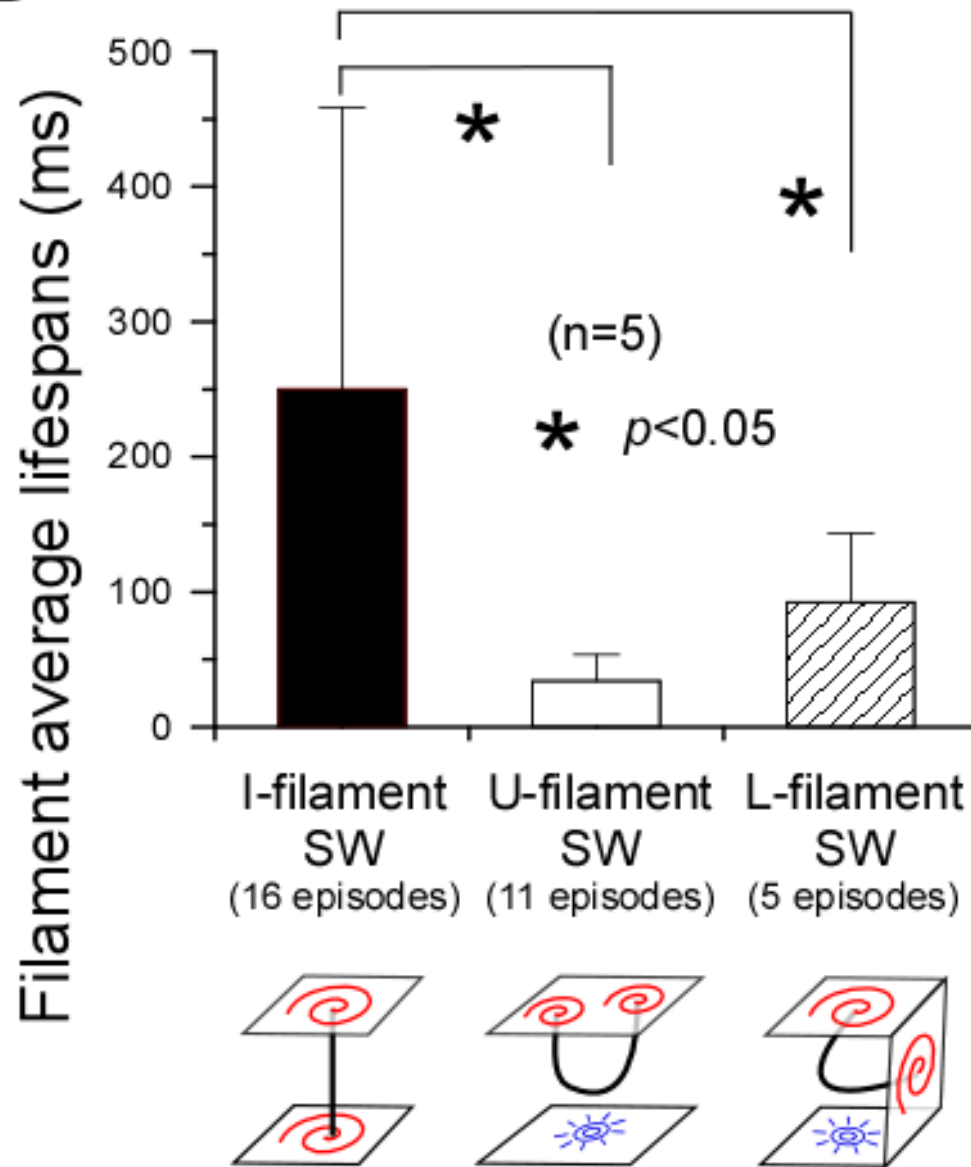 Filament average lifespans (ms)
500
400
300
200
100
0
*
*
(n=5)
* p<0.05
I-filament U-filament L-filament
SW SW SW
(16 episodes) (11 episodes) (5 episodes)